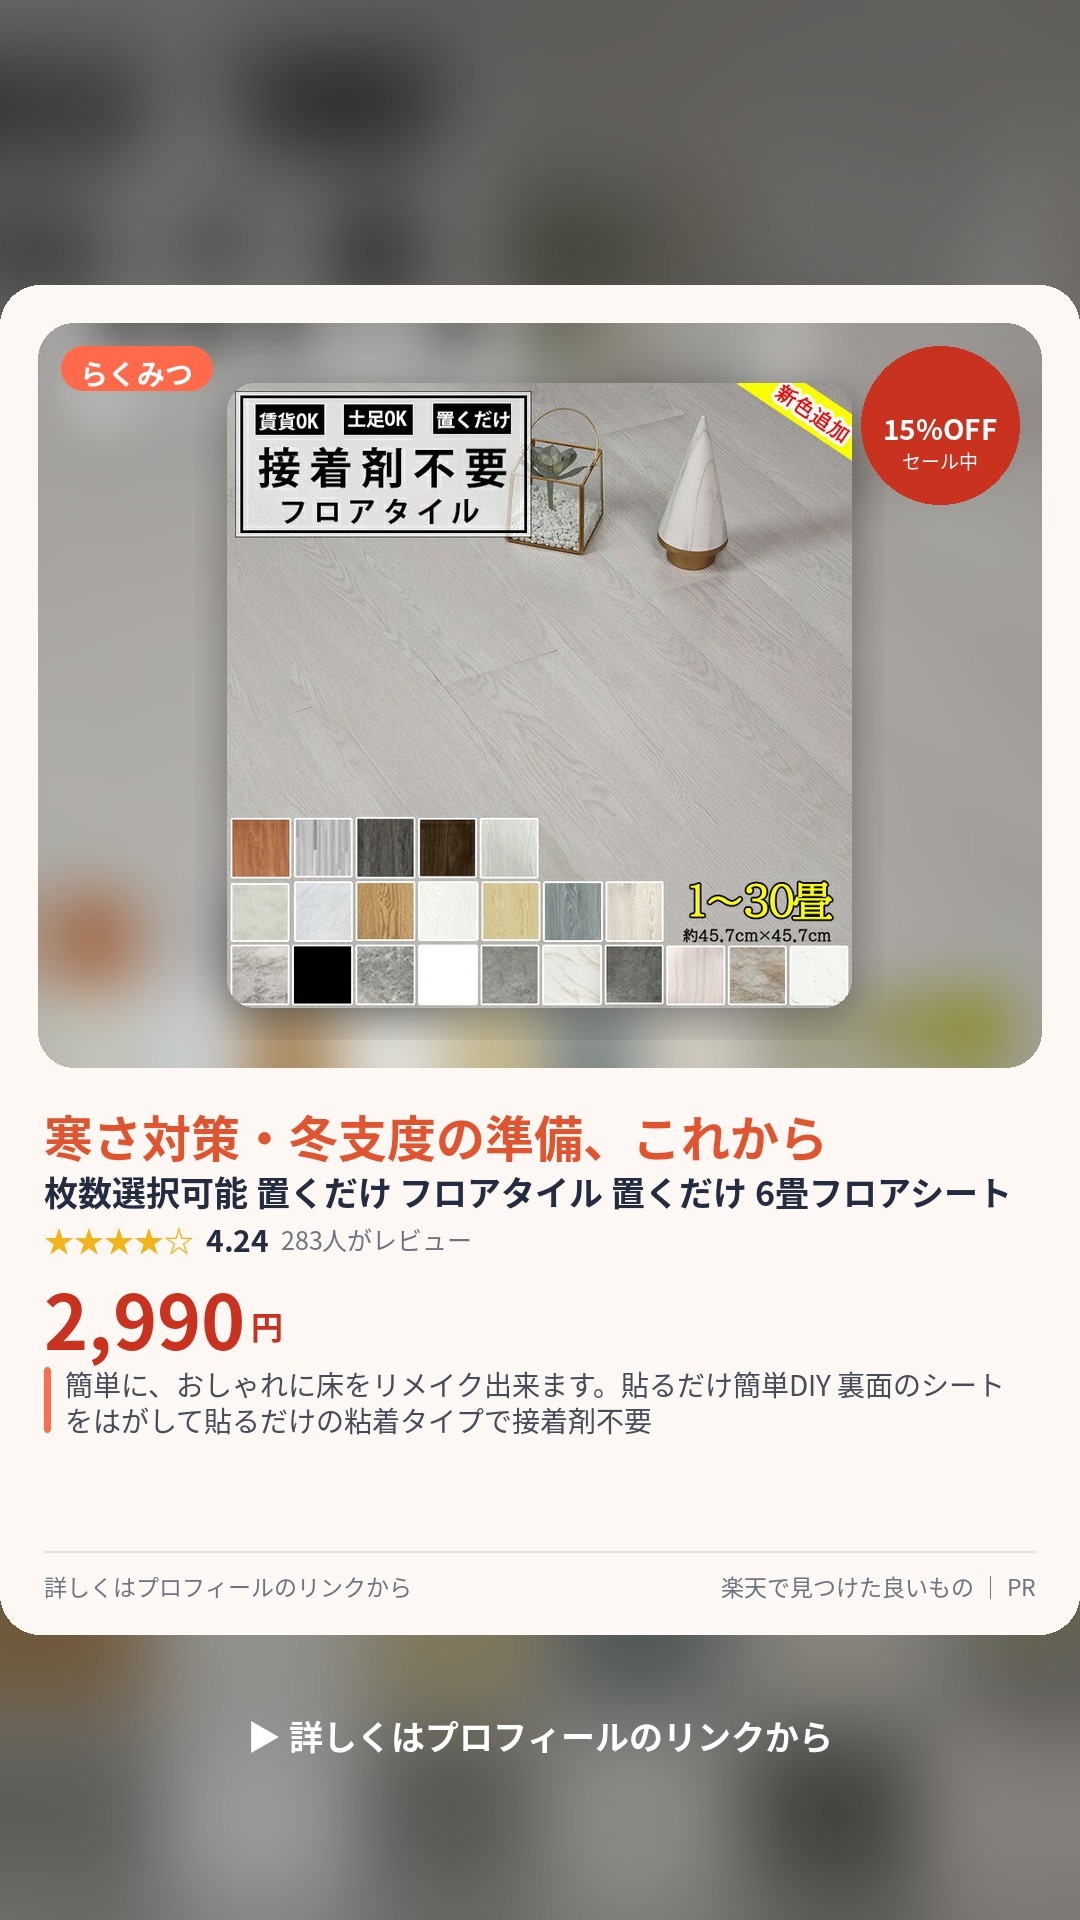 らくみつ
賃貸OK 土足OK 置くだけ
接着剤不要
フロアタイル
新色追加
15%OFF
セール中
1〜30畳
約45.7cm×45.7cm
寒さ対策・冬支度の準備、これから
枚数選択可能 置くだけ フロアタイル 置くだけ 6畳フロアシート
★★★★☆ 4.24 283人がレビュー
2,990円
簡単に、おしゃれに床をリメイク出来ます。貼るだけ簡単DIY 裏面のシート
をはがして貼るだけの粘着タイプで接着剤不要
詳しくはプロフィールのリンクから
楽天で見つけた良いもの｜PR
▶ 詳しくはプロフィールのリンクから